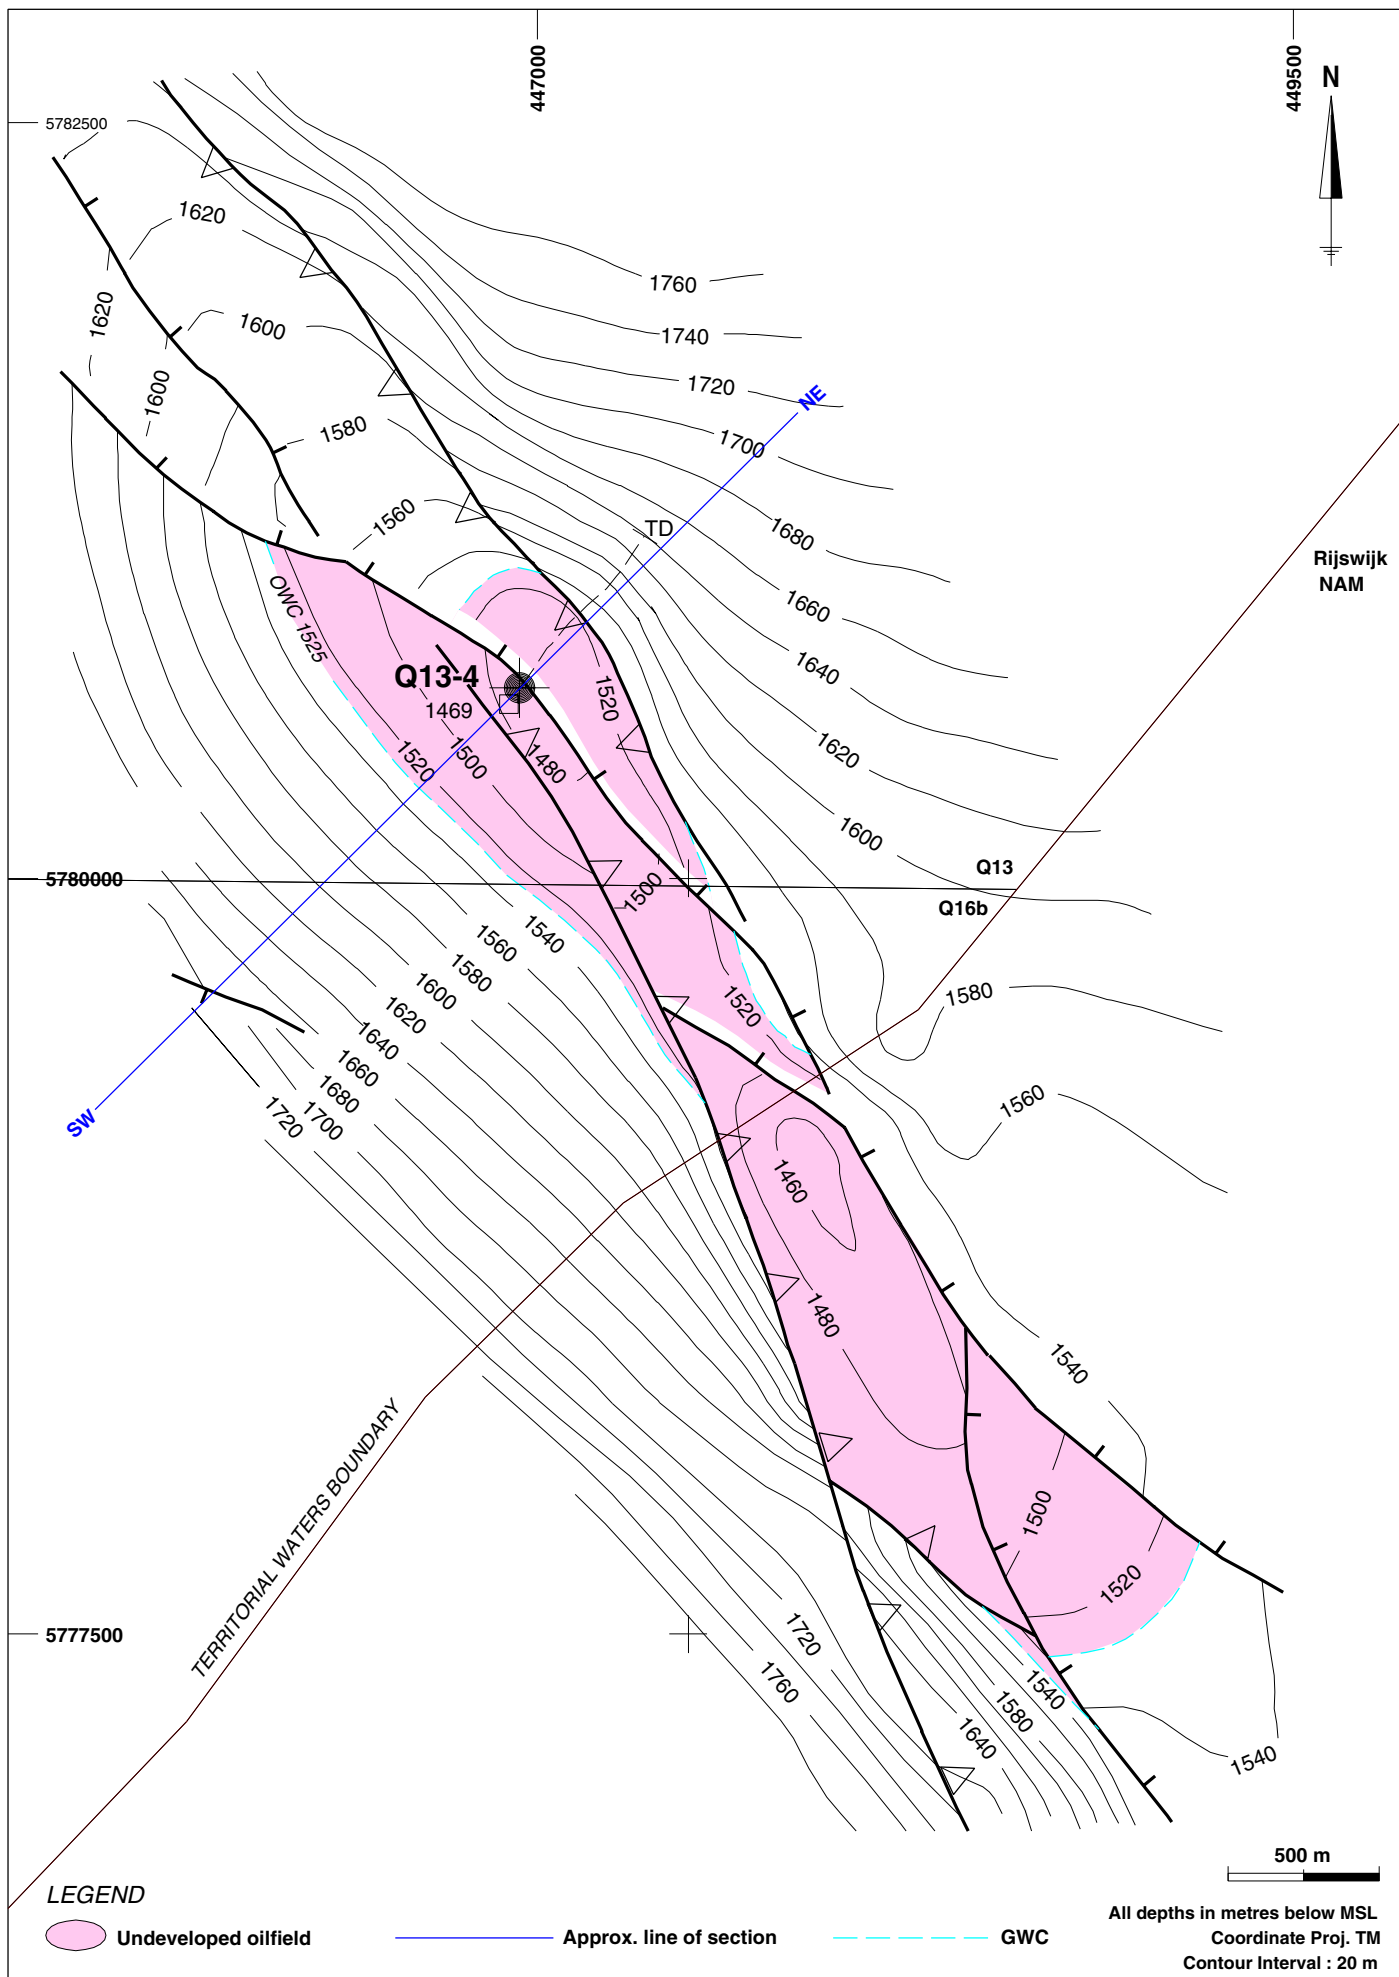 447000
449500
N
5782500
1620
1760
1620
1600
1740
1600
1720
NE
1580
1700
1560
TD
1680
Rijswijk
NAM
OWC 1525
1660
1640
Q13-4
1520
1469
1620
1520
1500
1480
1600
Q13
5780000
1500
Q16b
1540
1560
1580
1580
1600
1520
1620
1640
1660
1680
1700
1720
1560
SW
1460
1480
1540
TERRITORIAL WATERS BOUNDARY
1500
1520
5777500
1720
1760
1540
1580
1640
1540
500 m
LEGEND
Undeveloped oilfield
Approx. line of section
GWC
All depths in metres below MSL
Coordinate Proj. TM
Contour Interval : 20 m